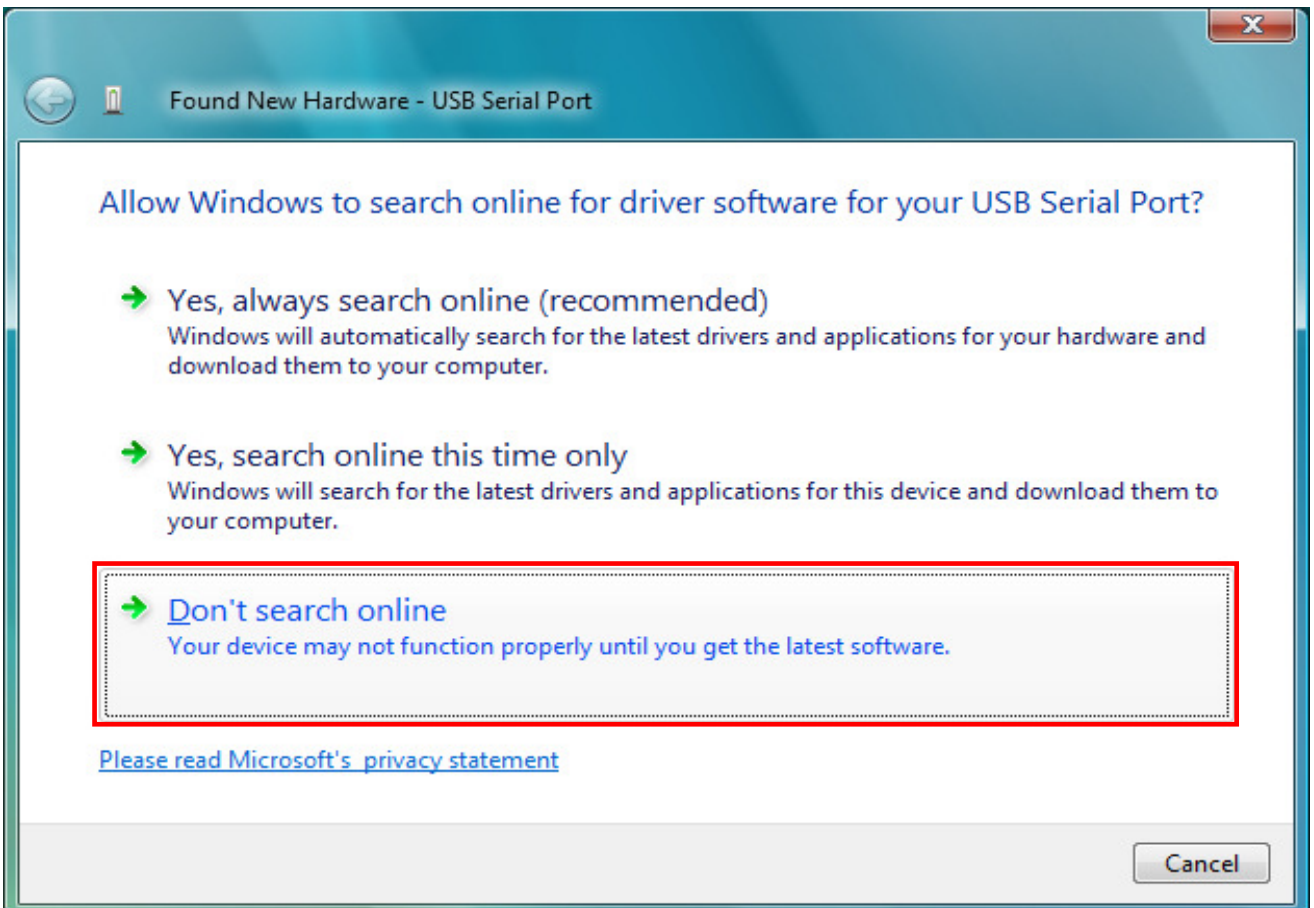 X
Found New Hardware - USB Serial Port
Allow Windows to search online for driver software for your USB Serial Port?
Yes, always search online (recommended)
Windows will automatically search for the latest drivers and applications for your hardware and
download them to your computer.
Yes, search online this time only
Windows will search for the latest drivers and applications for this device and download them to
your computer.
Don't search online
Your device may not function properly until you get the latest software.
Please read Microsoft's privacy statement
Cancel